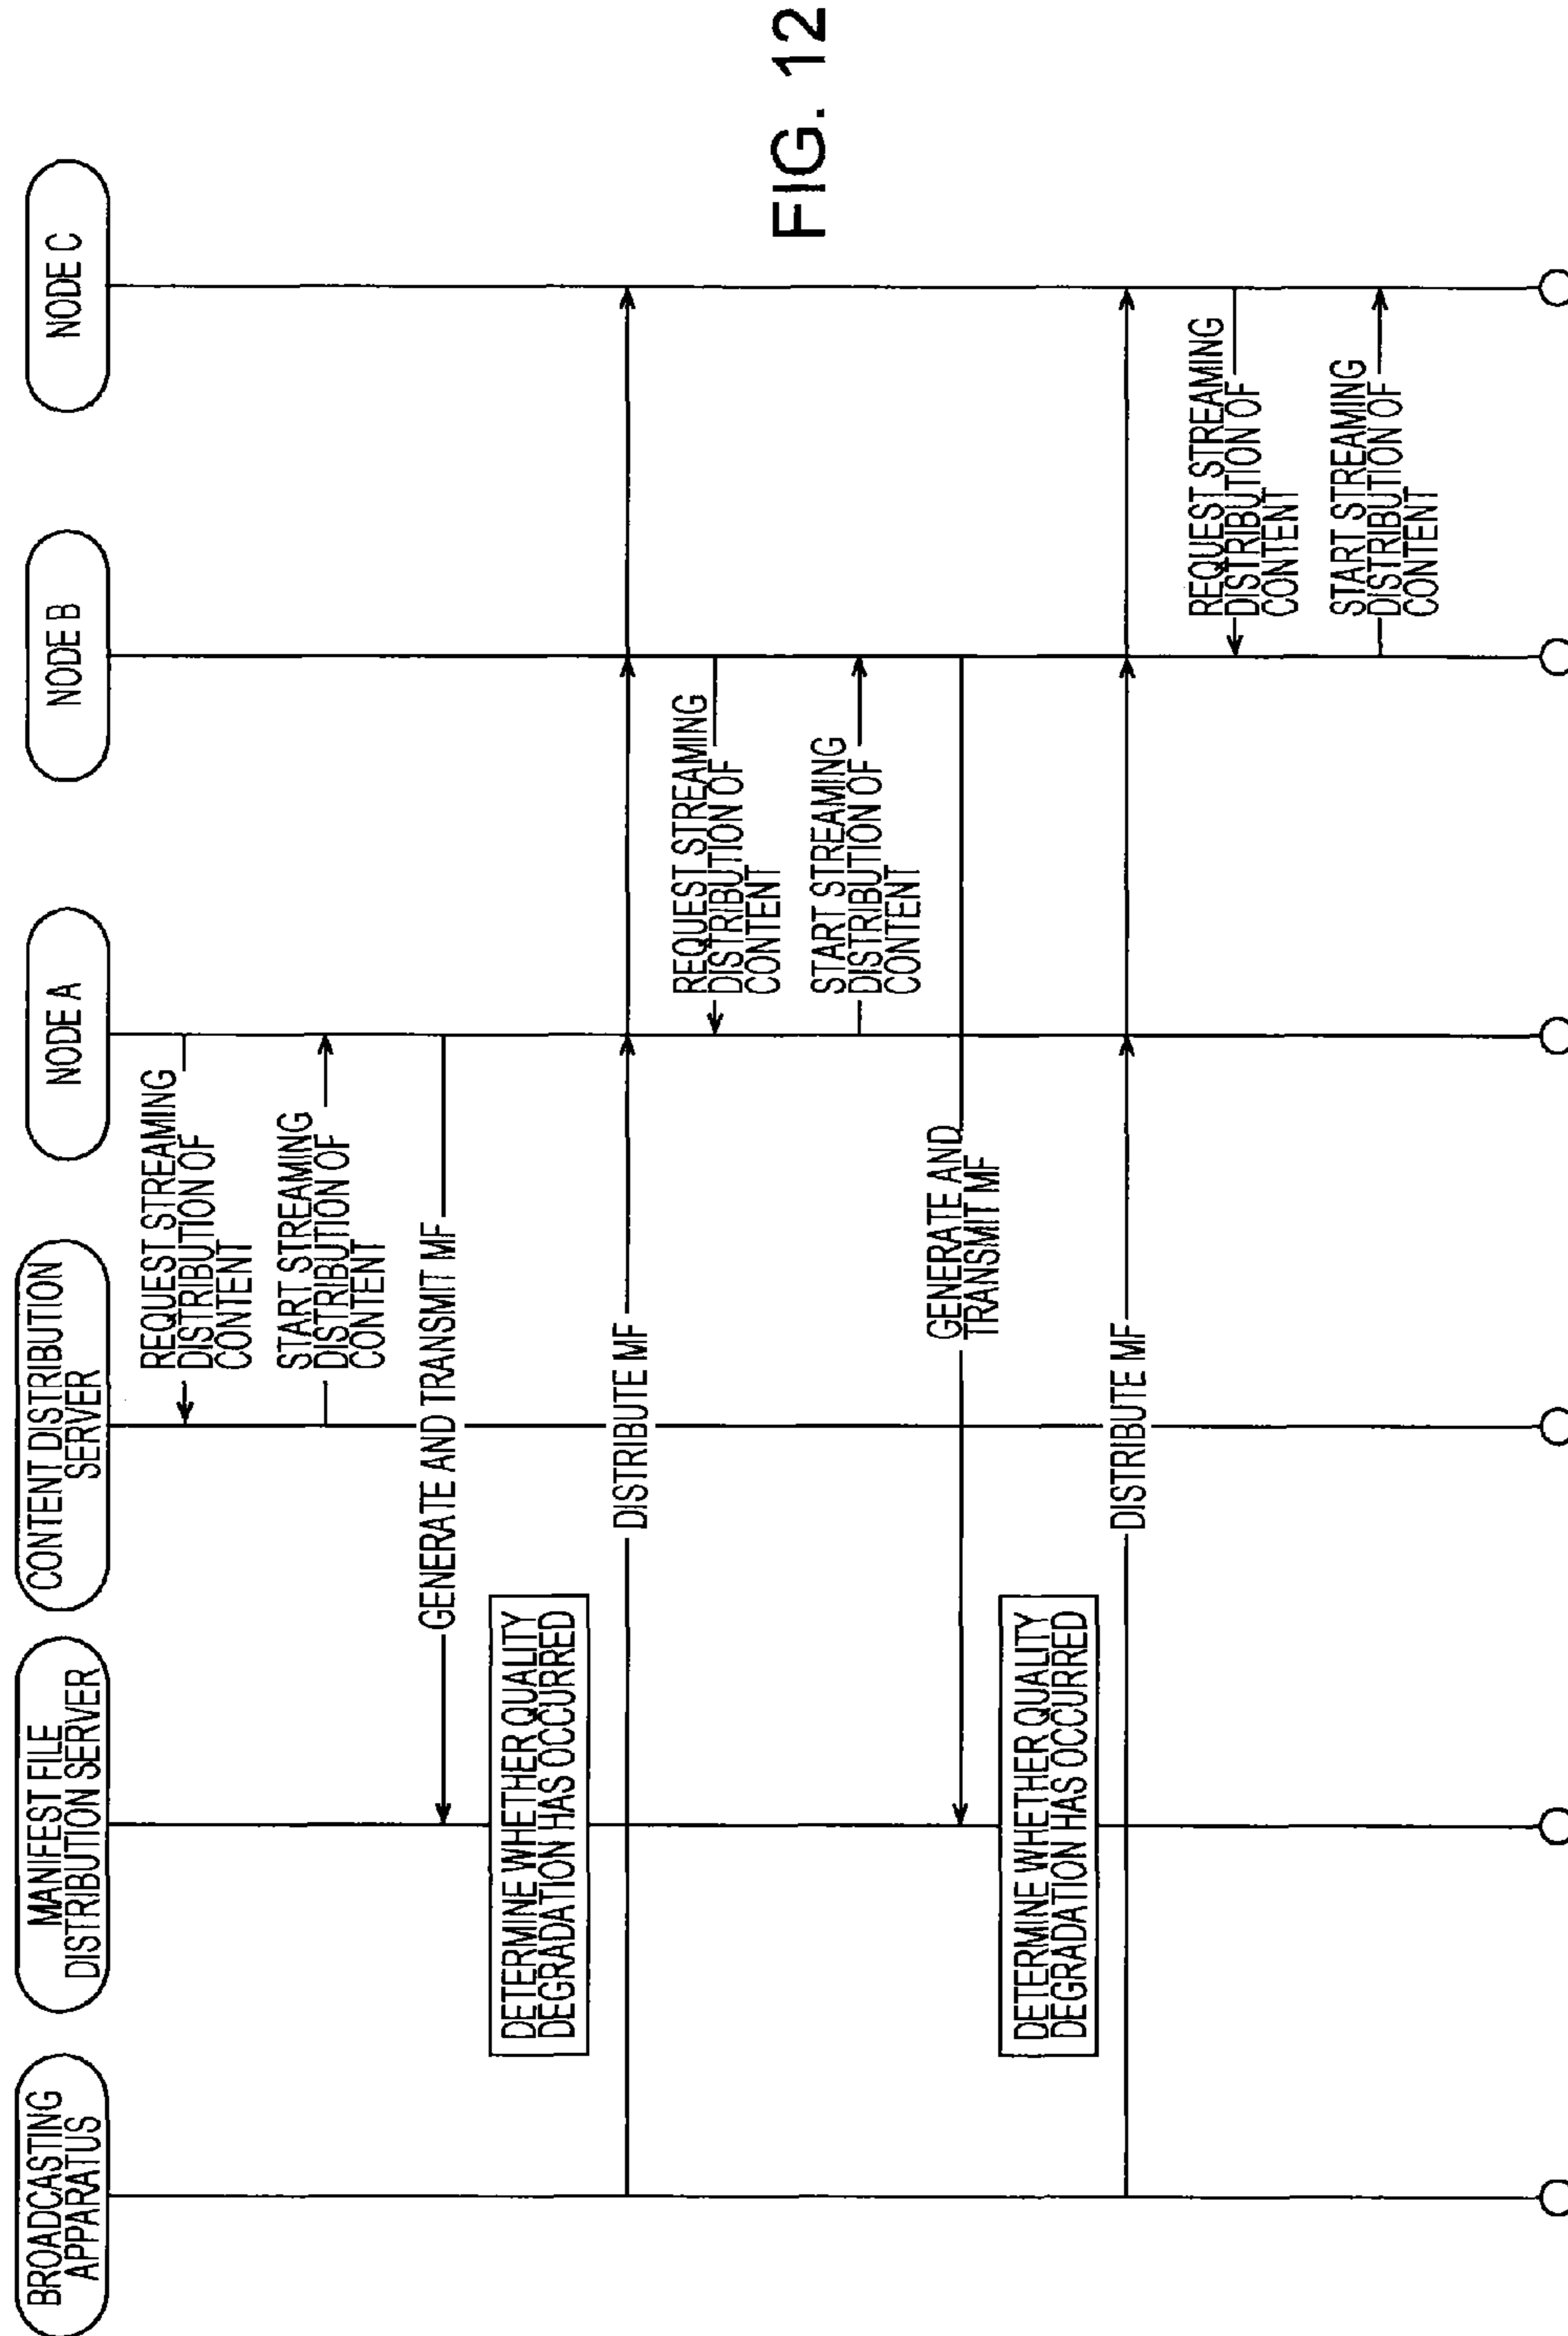 BROADCASTING
APPARATUS
MANIFEST FILE
DISTRIBUTION SERVER
CONTENT DISTRIBUTION
SERVER
NODE A
NODE B
NODE C
REQUEST STREAMING
DISTRIBUTION OF
CONTENT
START STREAMING
DISTRIBUTION OF
CONTENT
GENERATE AND TRANSMIT MF
DETERMINE WHETHER QUALITY
DEGRADATION HAS OCCURRED
DISTRIBUTE MF
REQUEST STREAMING
DISTRIBUTION OF
CONTENT
START STREAMING
DISTRIBUTION OF
CONTENT
GENERATE AND
TRANSMIT MF
DETERMINE WHETHER QUALITY
DEGRADATION HAS OCCURRED
DISTRIBUTE MF
REQUEST STREAMING
DISTRIBUTION OF
CONTENT
START STREAMING
DISTRIBUTION OF
CONTENT
FIG. 12